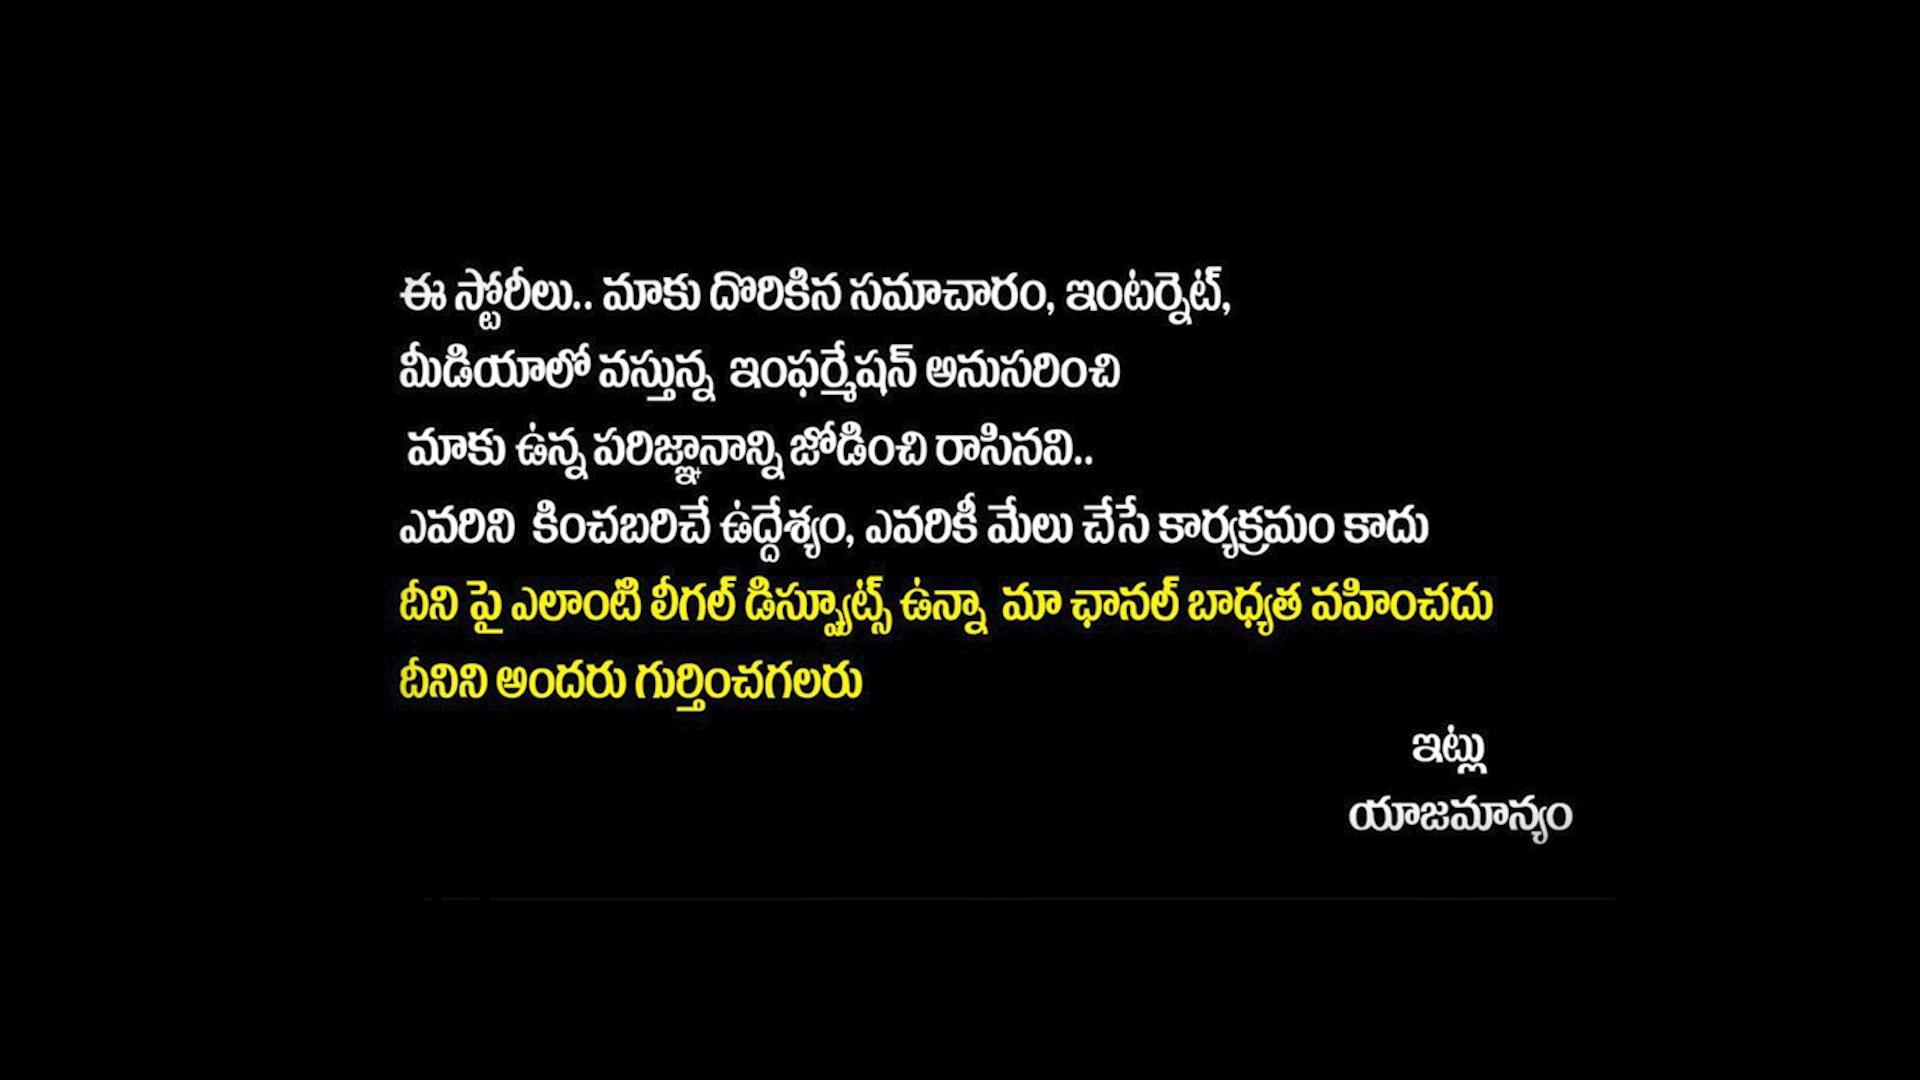 ఈ స్టోరీలు.. మాకు దొరికిన సమాచారం, ఇంటర్నెట్,
మీడియాలో వస్తున్న ఇంఫర్మేషన్ అనుసరించి
మాకు ఉన్న పరిజ్ఞానాన్ని జోడించి రాసినవి..
ఎవరిని కించబరిచే ఉద్దేశ్యం, ఎవరికీ మేలు చేసే కార్యక్రమం కాదు
దీని పై ఎలాంటి లీగల్ డిస్ప్యూట్స్ ఉన్నా మా ఛానల్ బాధ్యత వహించదు
దీనిని అందరు గుర్తించగలరు
ఇట్లు
యాజమాన్యం